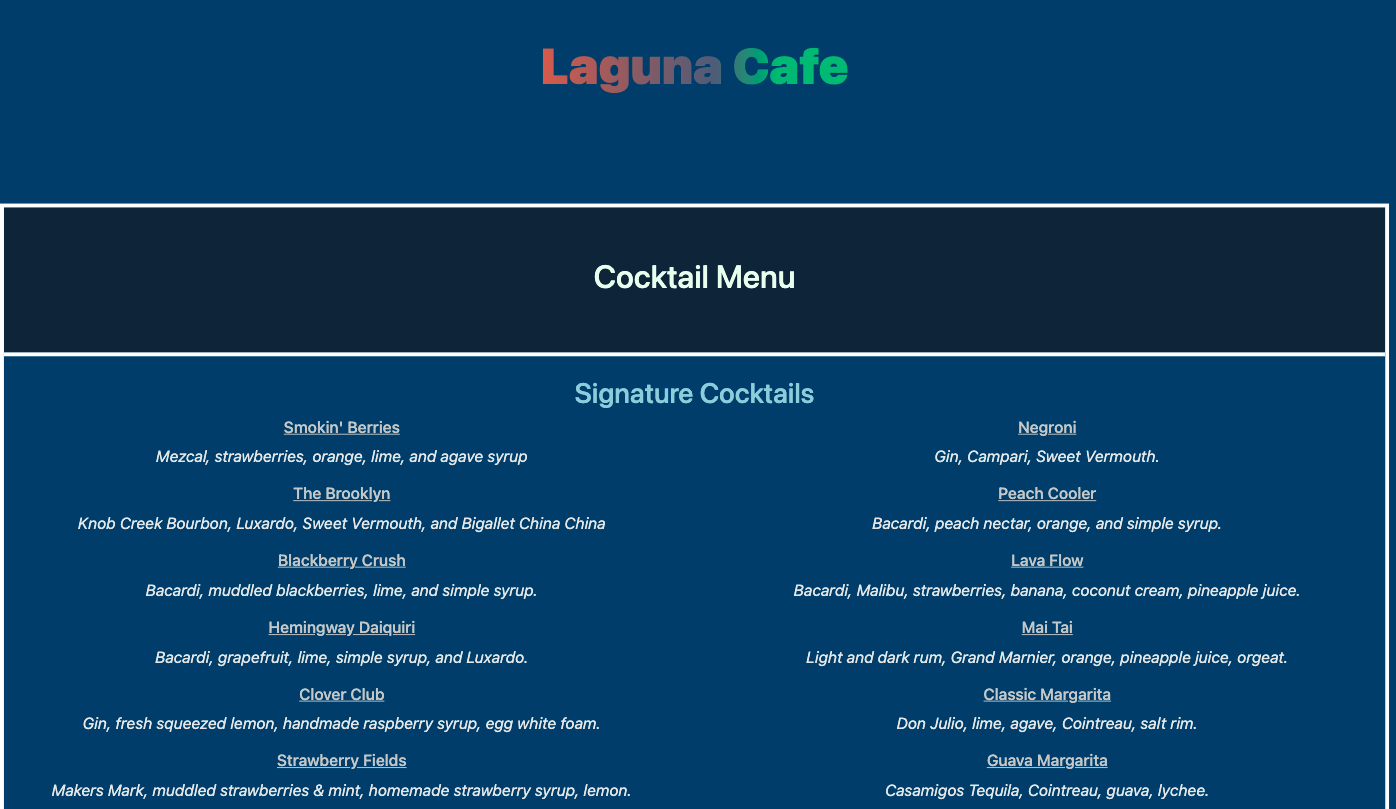 Laguna Cafe
Cocktail Menu
Signature Cocktails
Smokin' Berries
Mezcal, strawberries, orange, lime, and agave syrup
The Brooklyn
Knob Creek Bourbon, Luxardo, Sweet Vermouth, and Bigallet China China
Blackberry Crush
Bacardi, muddled blackberries, lime, and simple syrup.
Hemingway Daiquiri
Bacardi, grapefruit, lime, simple syrup, and Luxardo.
Clover Club
Gin, fresh squeezed lemon, handmade raspberry syrup, egg white foam.
Strawberry Fields
Makers Mark, muddled strawberries & mint, homemade strawberry syrup, lemon.
Negroni
Gin, Campari, Sweet Vermouth.
Peach Cooler
Bacardi, peach nectar, orange, and simple syrup.
Lava Flow
Bacardi, Malibu, strawberries, banana, coconut cream, pineapple juice.
Mai Tai
Light and dark rum, Grand Marnier, orange, pineapple juice, orgeat.
Classic Margarita
Don Julio, lime, agave, Cointreau, salt rim.
Guava Margarita
Casamigos Tequila, Cointreau, guava, lychee.